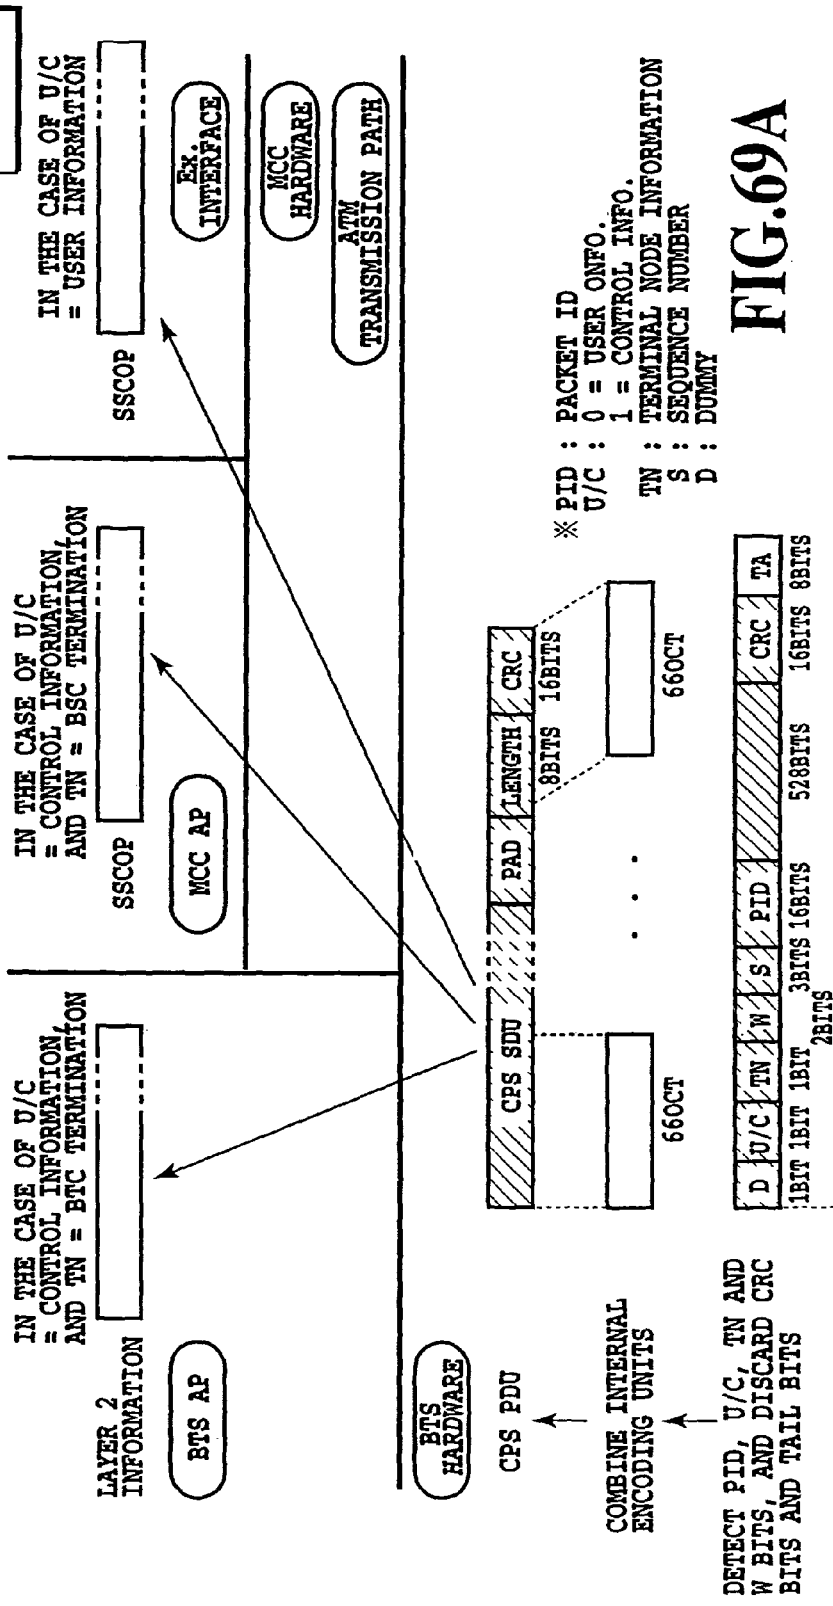 IN THE CASE OF U/C
= CONTROL INFORMATION,
AND TN = BTC TERMINATION
IN THE CASE OF U/C
= CONTROL INFORMATION,
AND TN = BSC TERMINATION
IN THE CASE OF U/C
= USER INFORMATION
LAYER 2
INFORMATION
SSCOP
SSCOP
BTS AP
MCC AP
EX.
INTERFACE
MCC
HARDWARE
ATM
TRANSMISSION PATH
BTS
HARDWARE
CPS PDU
CPS SDU
PAD
LENGTH
CRC
8BITS
16BITS
COMBINE INTERNAL
ENCODING UNITS
66OCT
. . .
66OCT
※ PID : PACKET ID
U/C : 0 = USER ONFO.
1 = CONTROL INFO.
TN : TERMINAL NODE INFORMATION
S : SEQUENCE NUMBER
D : DUMMY
DETECT PID, U/C, TN AND
W BITS, AND DISCARD CRC
BITS AND TAIL BITS
D U/C TN W S PID CRC TA
1BIT 1BIT 1BIT 2BITS 3BITS 16BITS 528BITS 16BITS 8BITS
FIG.69A